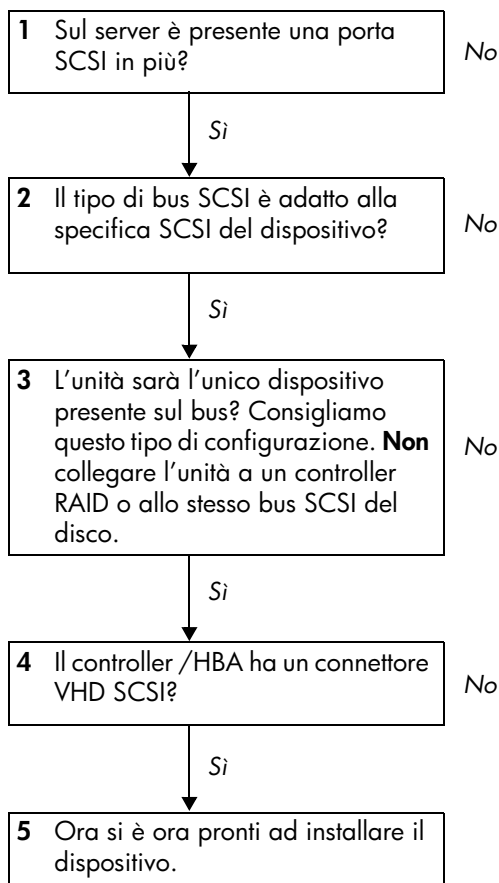 1 Sul server è presente una porta
SCSI in più?
No
Sì
2 Il tipo di bus SCSI è adatto alla
specifica SCSI del dispositivo?
No
Sì
3 L’unità sarà l’unico dispositivo
presente sul bus? Consigliamo
questo tipo di configurazione. Non
collegare l’unità a un controller
RAID o allo stesso bus SCSI del
disco.
No
Sì
4 Il controller /HBA ha un connettore
VHD SCSI?
No
Sì
5 Ora si è ora pronti ad installare il
dispositivo.